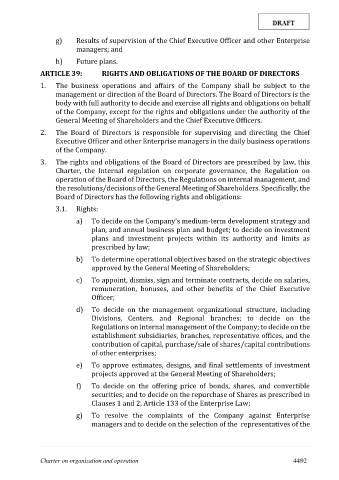 DRAFT
g) Results of supervision of the Chief Executive Officer and other Enterprise
managers; and
h) Future plans.
ARTICLE 39: RIGHTS AND OBLIGATIONS OF THE BOARD OF DIRECTORS
1. The business operations and affairs of the Company shall be subject to the
management or direction of the Board of Directors. The Board of Directors is the
body with full authority to decide and exercise all rights and obligations on behalf
of the Company, except for the rights and obligations under the authority of the
General Meeting of Shareholders and the Chief Executive Officers.
2. The Board of Directors is responsible for supervising and directing the Chief
Executive Officer and other Enterprise managers in the daily business operations
of the Company.
3. The rights and obligations of the Board of Directors are prescribed by law, this
Charter, the Internal regulation on corporate governance, the Regulation on
operation of the Board of Directors, the Regulations on internal management, and
the resolutions/decisions of the General Meeting of Shareholders. Specifically, the
Board of Directors has the following rights and obligations:
3.1. Rights:
a) To decide on the Company's medium-term development strategy and
plan, and annual business plan and budget; to decide on investment
plans and investment projects within its authority and limits as
prescribed by law;
b) To determine operational objectives based on the strategic objectives
approved by the General Meeting of Shareholders;
c) To appoint, dismiss, sign and terminate contracts, decide on salaries,
remuneration, bonuses, and other benefits of the Chief Executive
Officer;
d) To decide on the management organizational structure, including
Divisions, Centers, and Regional branches; to decide on the
Regulations on internal management of the Company; to decide on the
establishment subsidiaries, branches, representative offices, and the
contribution of capital, purchase/sale of shares/capital contributions
of other enterprises;
e) To approve estimates, designs, and final settlements of investment
projects approved at the General Meeting of Shareholders;
f) To decide on the offering price of bonds, shares, and convertible
securities; and to decide on the repurchase of Shares as prescribed in
Clauses 1 and 2, Article 133 of the Enterprise Law;
g) To resolve the complaints of the Company against Enterprise
managers and to decide on the selection of the representatives of the
Charter on organization and operation 4492